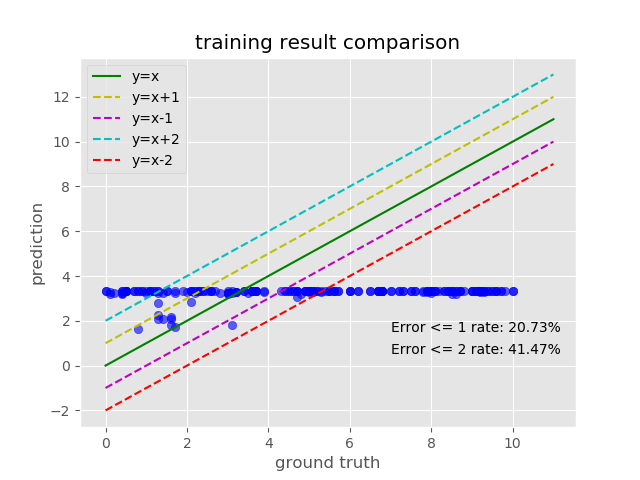 training result comparison
y=x
y=x+1
y=x-1
y=x+2
y=x-2
12
10
8
6
4
2
0
−2
prediction
Error <= 1 rate: 20.73%
Error <= 2 rate: 41.47%
0 2 4 6 8 10
ground truth